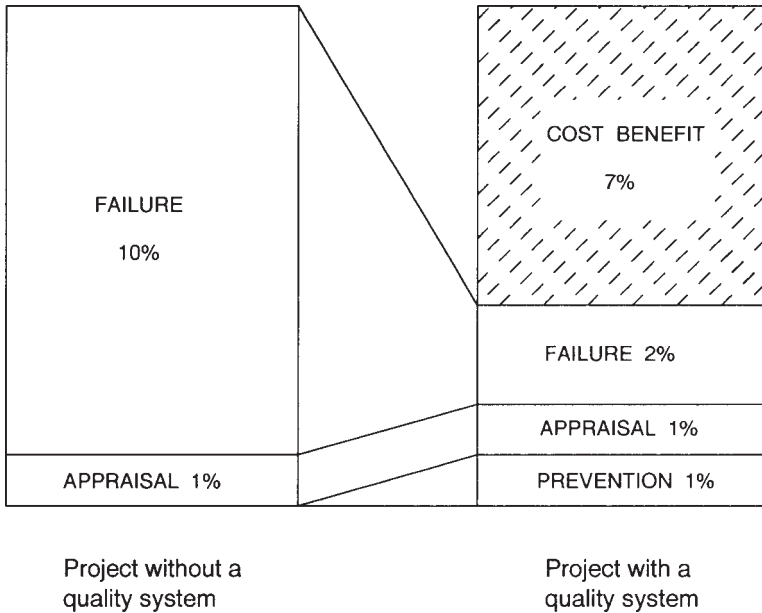 FAILURE
10%
APPRAISAL 1%
COST BENEFIT
7%
FAILURE 2%
APPRAISAL 1%
PREVENTION 1%
Project without a
quality system
Project with a
quality system